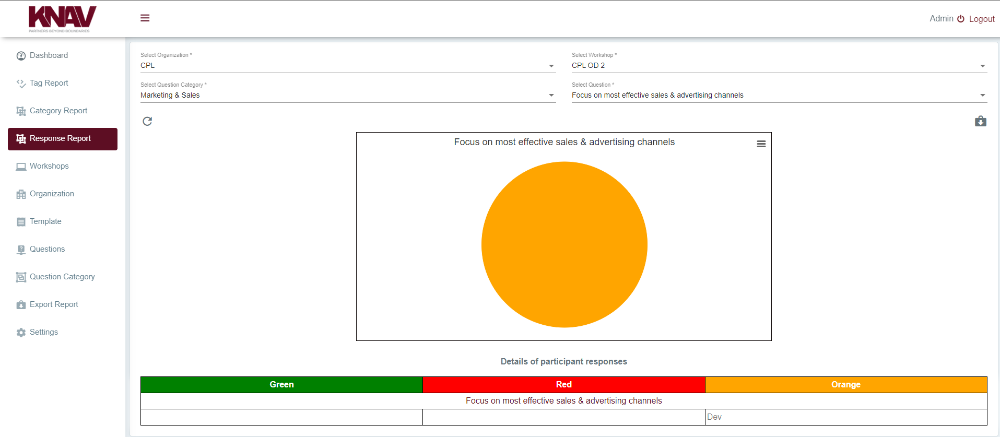 KNAV
PARTNERS BEYOND BOUNDARIES
Admin Logout
Dashboard
Tag Report
Category Report
Response Report
Workshops
Organization
Template
Questions
Question Category
Export Report
Settings
Select Organization *
CPL
Select Workshop *
CPL OD 2
Select Question Category *
Marketing & Sales
Select Question *
Focus on most effective sales & advertising channels
Focus on most effective sales & advertising channels
Details of participant responses
Green Red Orange
Focus on most effective sales & advertising channels
Dev